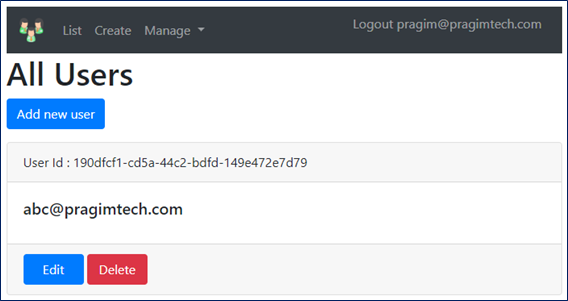 List Create Manage Logout pragim@pragimtech.com
All Users
Add new user
User Id : 190dfcf1-cd5a-44c2-bdfd-149e472e7d79
abc@pragimtech.com
Edit Delete